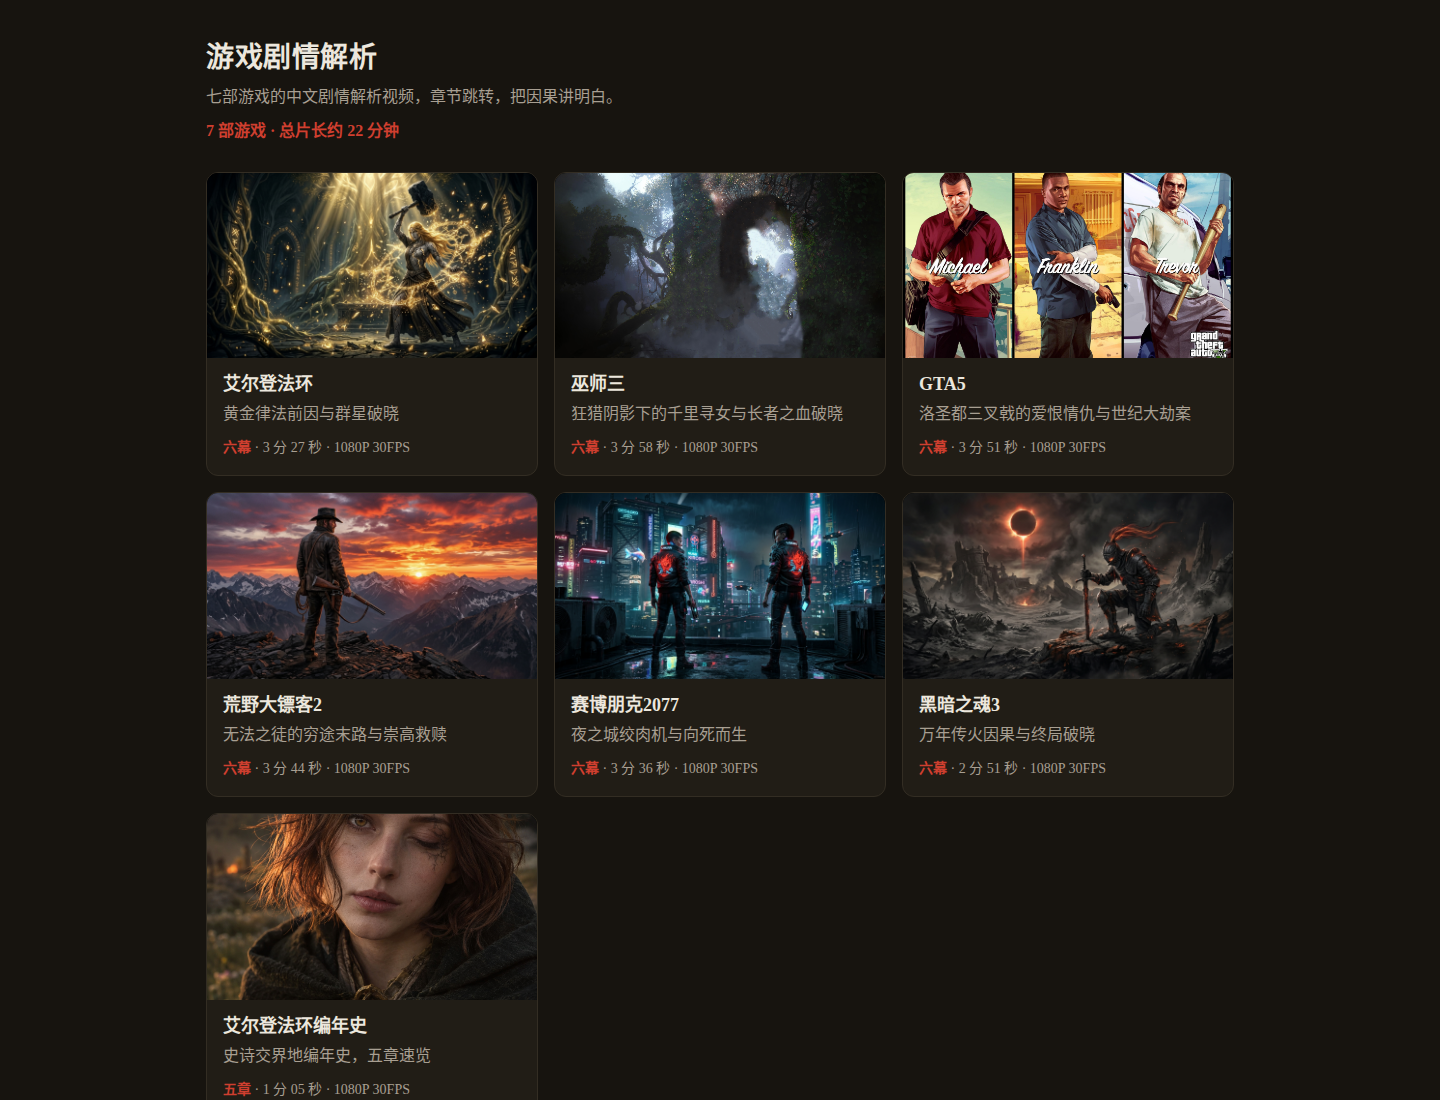 游戏剧情解析
七部游戏的中文剧情解析视频，章节跳转，把因果讲明白。
7 部游戏 · 总片长约 22 分钟
Michael
Franklin
Trevor
grand
theft
auto
艾尔登法环
黄金律法前因与群星破晓
六幕 · 3 分 27 秒 · 1080P 30FPS
巫师三
狂猎阴影下的千里寻女与长者之血破晓
六幕 · 3 分 58 秒 · 1080P 30FPS
GTA5
洛圣都三叉戟的爱恨情仇与世纪大劫案
六幕 · 3 分 51 秒 · 1080P 30FPS
荒野大镖客2
无法之徒的穷途末路与崇高救赎
六幕 · 3 分 44 秒 · 1080P 30FPS
赛博朋克2077
夜之城绞肉机与向死而生
六幕 · 3 分 36 秒 · 1080P 30FPS
黑暗之魂3
万年传火因果与终局破晓
六幕 · 2 分 51 秒 · 1080P 30FPS
艾尔登法环编年史
史诗交界地编年史，五章速览
五章 · 1 分 05 秒 · 1080P 30FPS